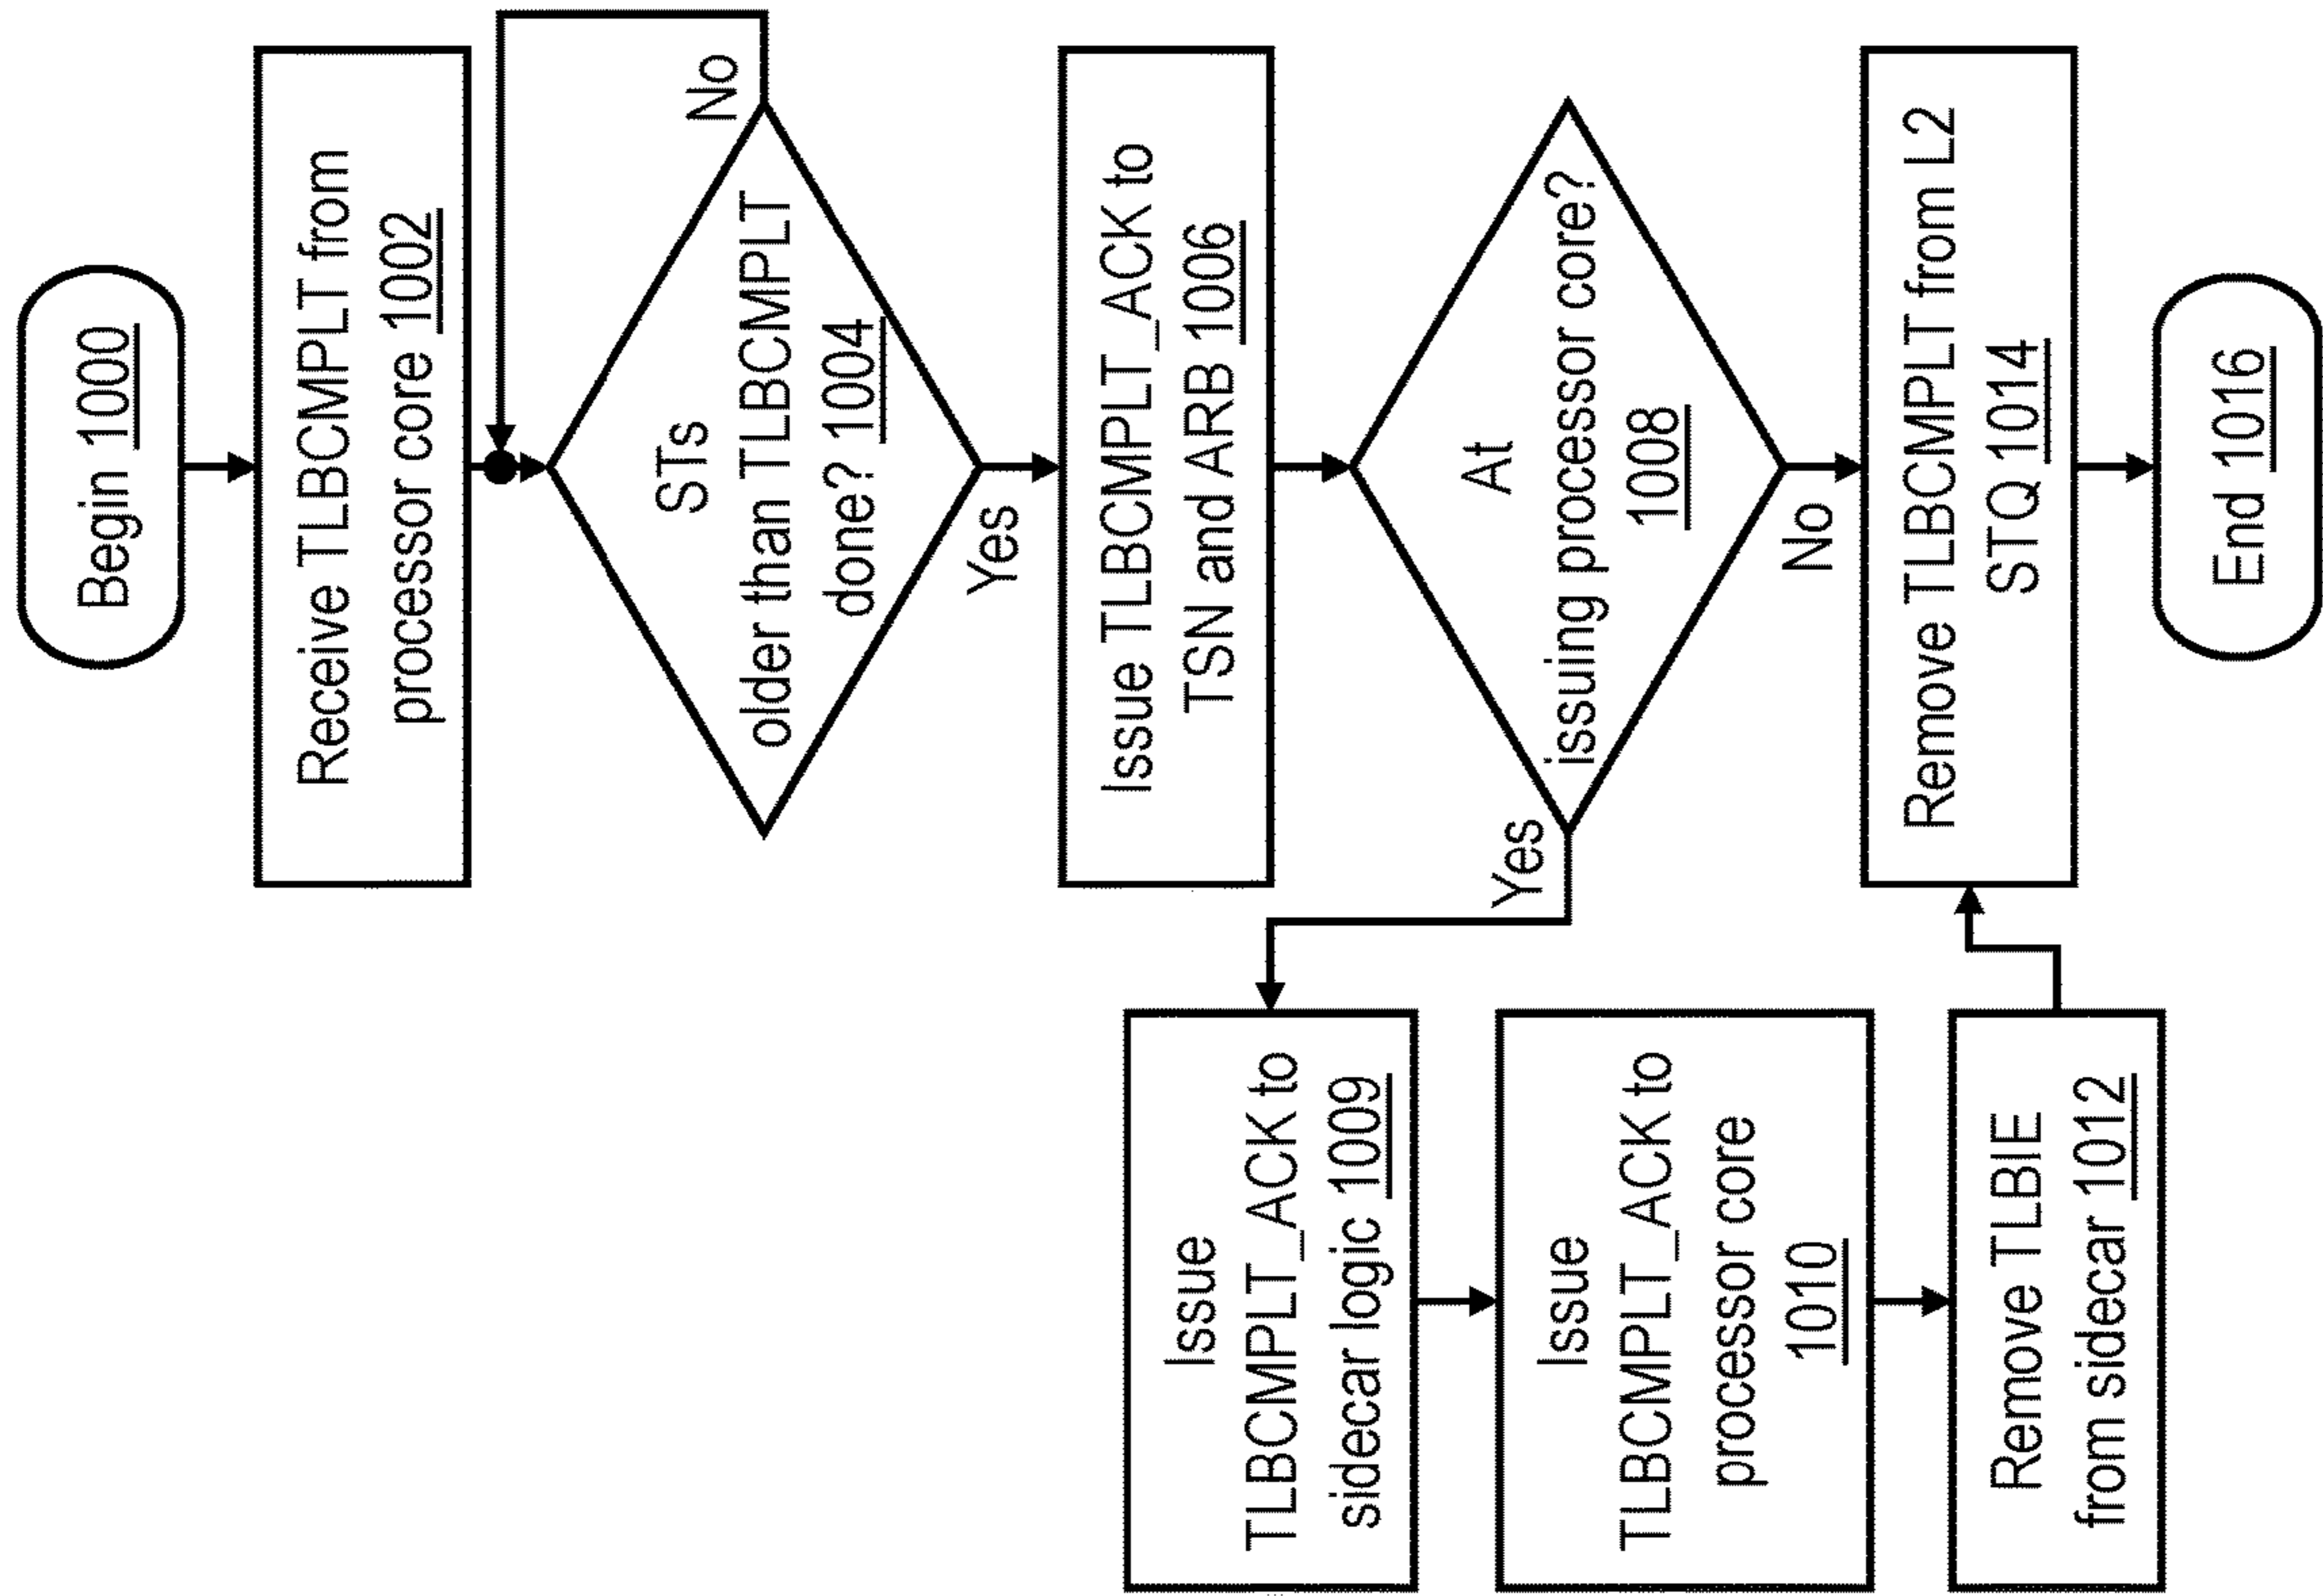 Begin 1000
Receive TLBCMPLT from
processor core 1002
STs
older than TLBCMPLT
done? 1004
No
Yes
Issue TLBCMPLT_ACK to
TSN and ARB 1006
At
issuing processor core?
1008
Yes
No
Issue
TLBCMPLT_ACK to
sidecar logic 1009
Issue
TLBCMPLT_ACK to
processor core
1010
Remove TLBIE
from sidecar 1012
Remove TLBCMPLT from L2
STQ 1014
End 1016